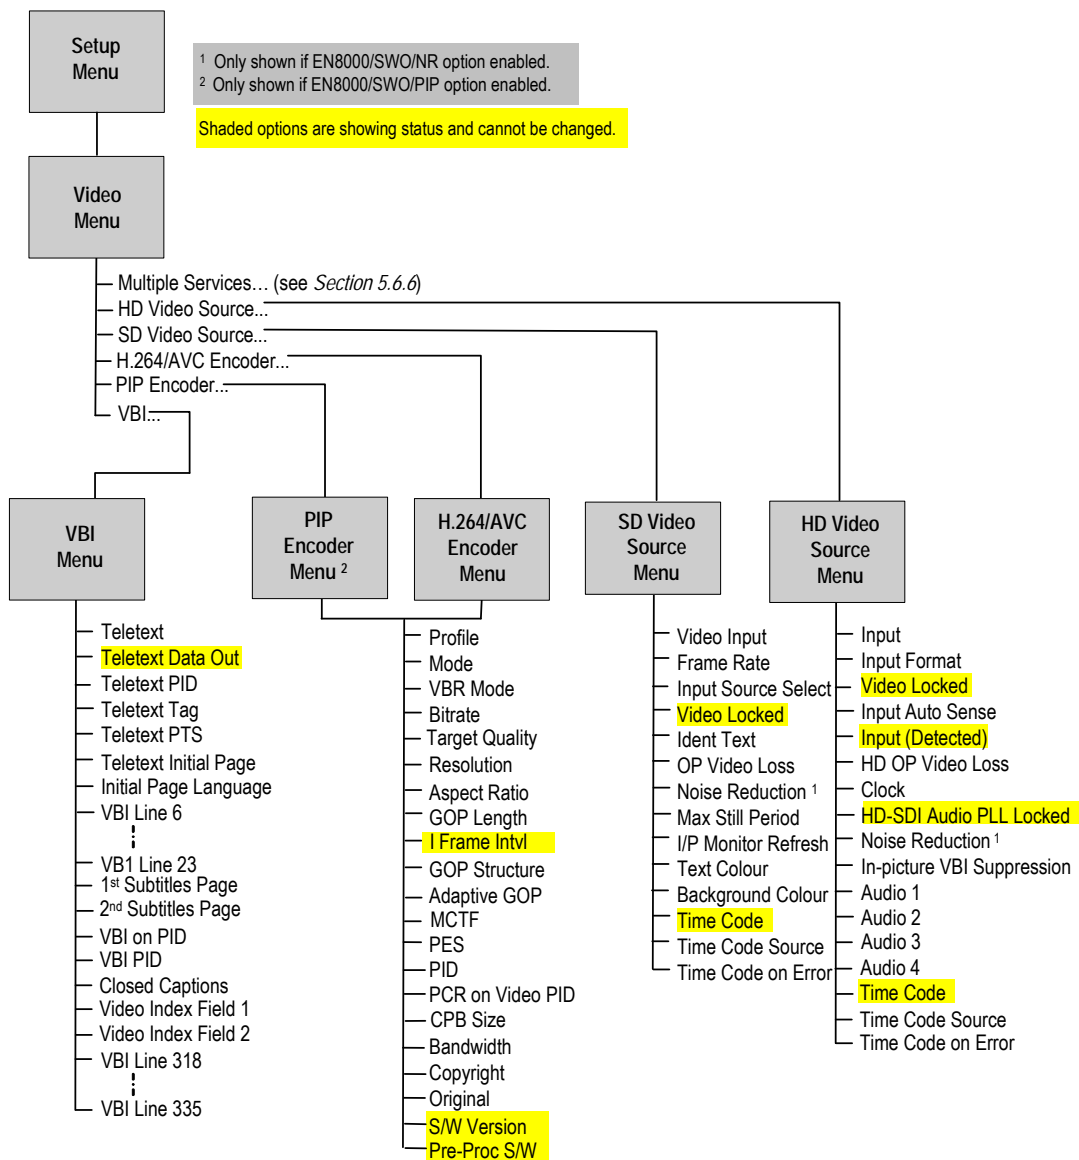 Setup
Menu
¹ Only shown if EN8000/SWO/NR option enabled.
² Only shown if EN8000/SWO/PIP option enabled.
Shaded options are showing status and cannot be changed.
Video
Menu
Multiple Services… (see Section 5.6.6)
HD Video Source...
SD Video Source...
H.264/AVC Encoder...
PIP Encoder...
VBI...
VBI
Menu
Teletext
Teletext Data Out
Teletext PID
Teletext Tag
Teletext PTS
Teletext Initial Page
Initial Page Language
VBI Line 6
VB1 Line 23
1st Subtitles Page
2nd Subtitles Page
VBI on PID
VBI PID
Closed Captions
Video Index Field 1
Video Index Field 2
VBI Line 318
VBI Line 335
PIP
Encoder
Menu ²
H.264/AVC
Encoder
Menu
Profile
Mode
VBR Mode
Bitrate
Target Quality
Resolution
Aspect Ratio
GOP Length
I Frame Intvl
GOP Structure
Adaptive GOP
MCTF
PES
PID
PCR on Video PID
CPB Size
Bandwidth
Copyright
Original
S/W Version
Pre-Proc S/W
SD Video
Source
Menu
Video Input
Frame Rate
Input Source Select
Video Locked
Ident Text
OP Video Loss
Noise Reduction ¹
Max Still Period
I/P Monitor Refresh
Text Colour
Background Colour
Time Code
Time Code Source
Time Code on Error
HD Video
Source
Menu
Input
Input Format
Video Locked
Input Auto Sense
Input (Detected)
HD OP Video Loss
Clock
HD-SDI Audio PLL Locked
Noise Reduction ¹
In-picture VBI Suppression
Audio 1
Audio 2
Audio 3
Audio 4
Time Code
Time Code Source
Time Code on Error